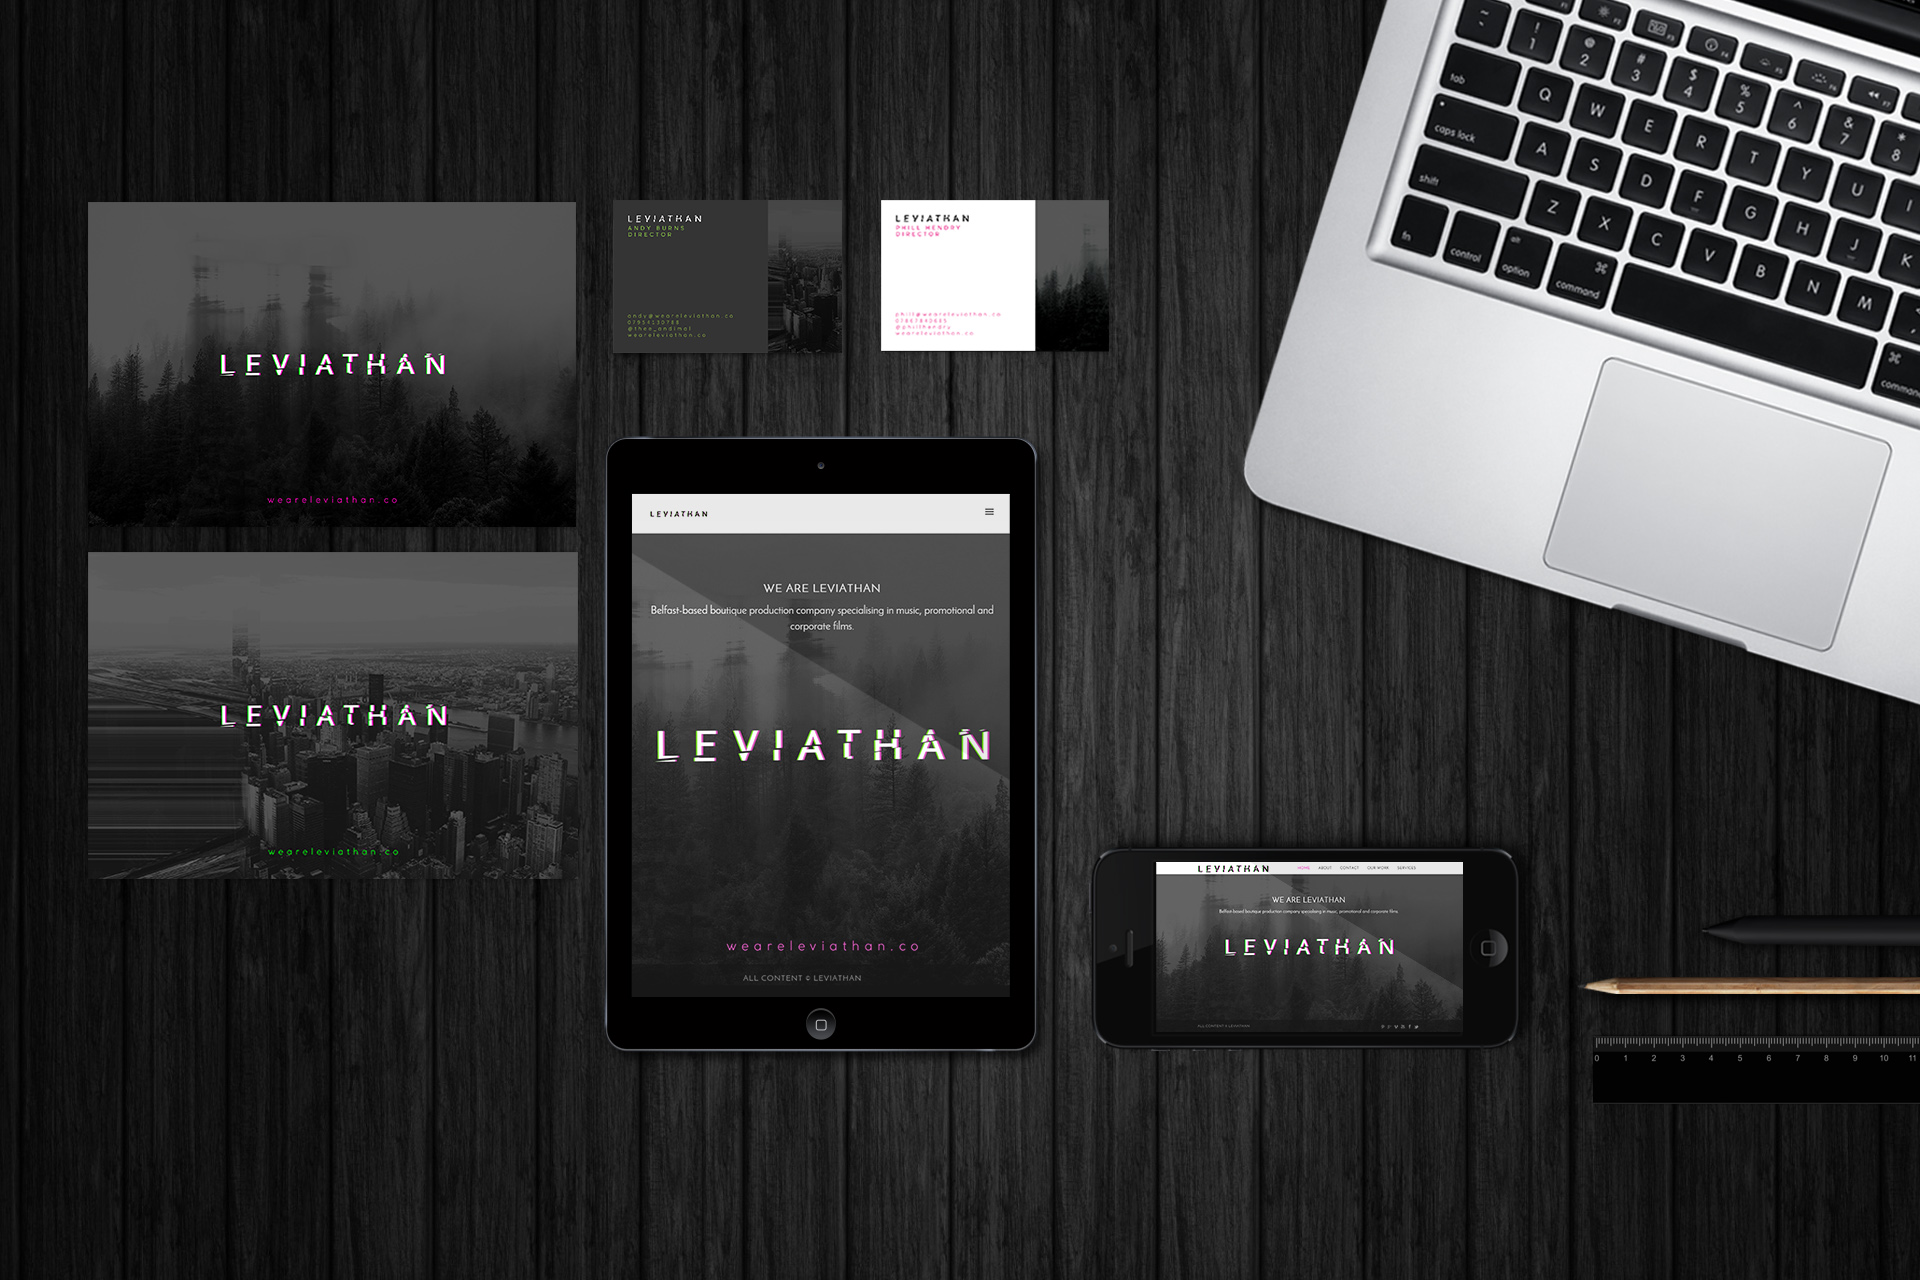 LEVIATHAN
weareleviathan.co
LEVIATHAN
weareleviathan.co
LEVIATHAN
ANDY BURNS
DIRECTOR
andy@weareleviathan.co
@thee_andimal
weareleviathan.co
LEVIATHAN
PHILL HENDRY
DIRECTOR
phill@weareleviathan.co
@phillhendry
weareleviathan.co
LEVIATHAN
WE ARE LEVIATHAN
Belfast-based boutique production company specialising in music, promotional and
corporate films.
LEVIATHAN
weareleviathan.co
ALL CONTENT © LEVIATHAN
LEVIATHAN HOME ABOUT CONTACT OUR WORK SERVICES
WE ARE LEVIATHAN
Belfast-based boutique production company specialising in music, promotional and corporate films.
LEVIATHAN
ALL CONTENT © LEVIATHAN
~ ! 1 @ 2 # 3 $ 4 % 5 ^ 6 & 7 * 8
tab Q W E R T Y U I
caps lock A S D F G H J K
shift Z X C V B N M
fn control alt option ⌘ command ⌘ command
0 1 2 3 4 5 6 7 8 9 10 11